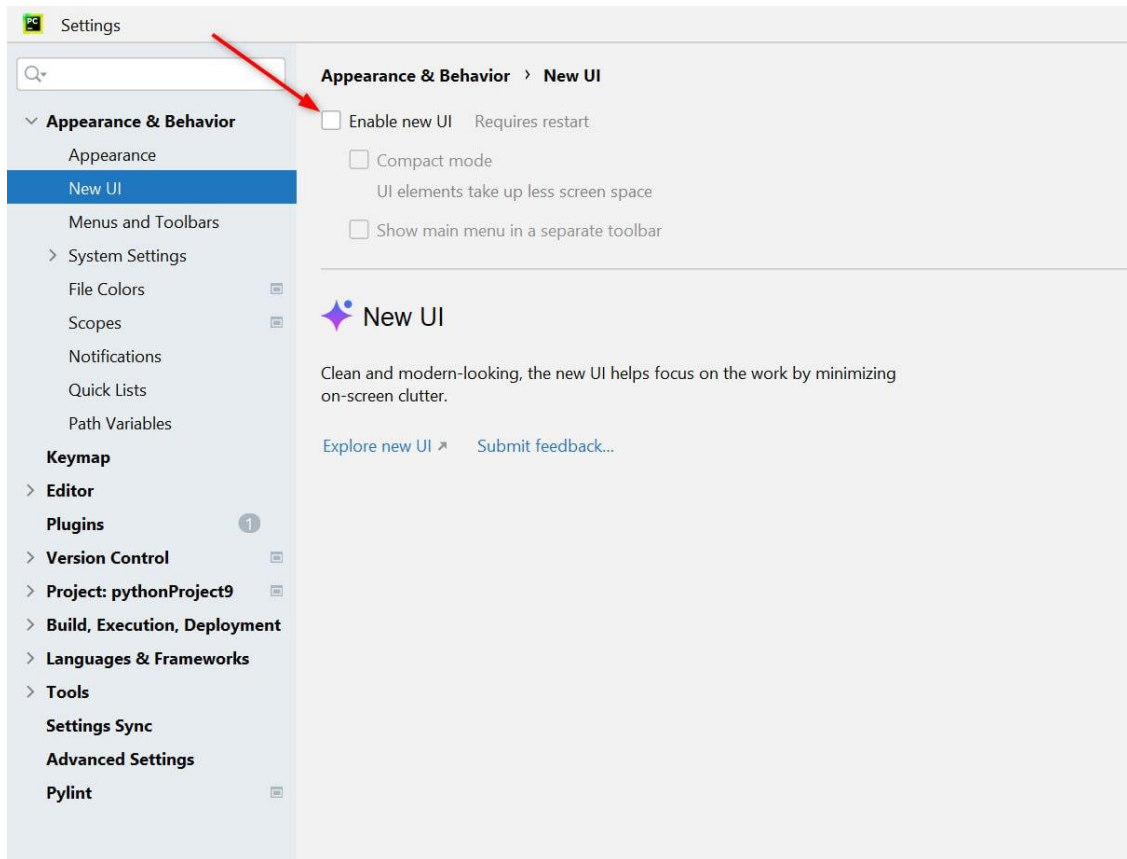 PC Settings
Appearance & Behavior
Appearance
New UI
Menus and Toolbars
System Settings
File Colors
Scopes
Notifications
Quick Lists
Path Variables
Keymap
Editor
Plugins 1
Version Control
Project: pythonProject9
Build, Execution, Deployment
Languages & Frameworks
Tools
Settings Sync
Advanced Settings
Pylint
Appearance & Behavior › New UI
Enable new UI Requires restart
Compact mode
UI elements take up less screen space
Show main menu in a separate toolbar
New UI
Clean and modern-looking, the new UI helps focus on the work by minimizing
on-screen clutter.
Explore new UI ↗ Submit feedback...